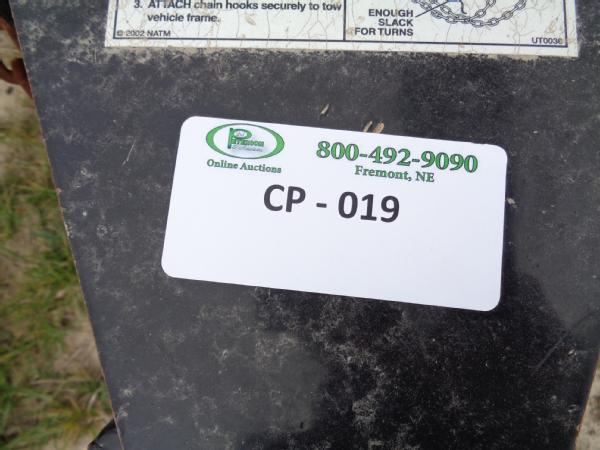 3. ATTACH chain hooks securely to tow
vehicle frame.
© 2002 NATM
ENOUGH
SLACK
FOR TURNS
UT0036
PETERSON
Online Auctions
800-492-9090
Fremont, NE
CP - 019